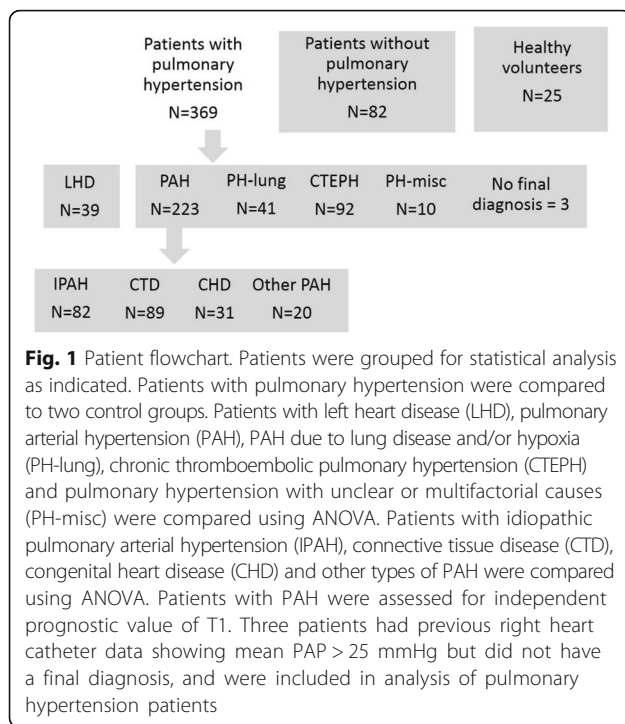 Patients with
pulmonary
hypertension
N=369
Patients without
pulmonary
hypertension
N=82
Healthy
volunteers
N=25
LHD
N=39
PAH
N=223
PH-lung
N=41
CTEPH
N=92
PH-misc
N=10
No final
diagnosis = 3
IPAH
N=82
CTD
N=89
CHD
N=31
Other PAH
N=20
Fig. 1 Patient flowchart. Patients were grouped for statistical analysis
as indicated. Patients with pulmonary hypertension were compared
to two control groups. Patients with left heart disease (LHD), pulmonary
arterial hypertension (PAH), PAH due to lung disease and/or hypoxia
(PH-lung), chronic thromboembolic pulmonary hypertension (CTEPH)
and pulmonary hypertension with unclear or multifactorial causes
(PH-misc) were compared using ANOVA. Patients with idiopathic
pulmonary arterial hypertension (IPAH), connective tissue disease (CTD),
congenital heart disease (CHD) and other types of PAH were compared
using ANOVA. Patients with PAH were assessed for independent
prognostic value of T1. Three patients had previous right heart
catheter data showing mean PAP > 25 mmHg but did not have
a final diagnosis, and were included in analysis of pulmonary
hypertension patients